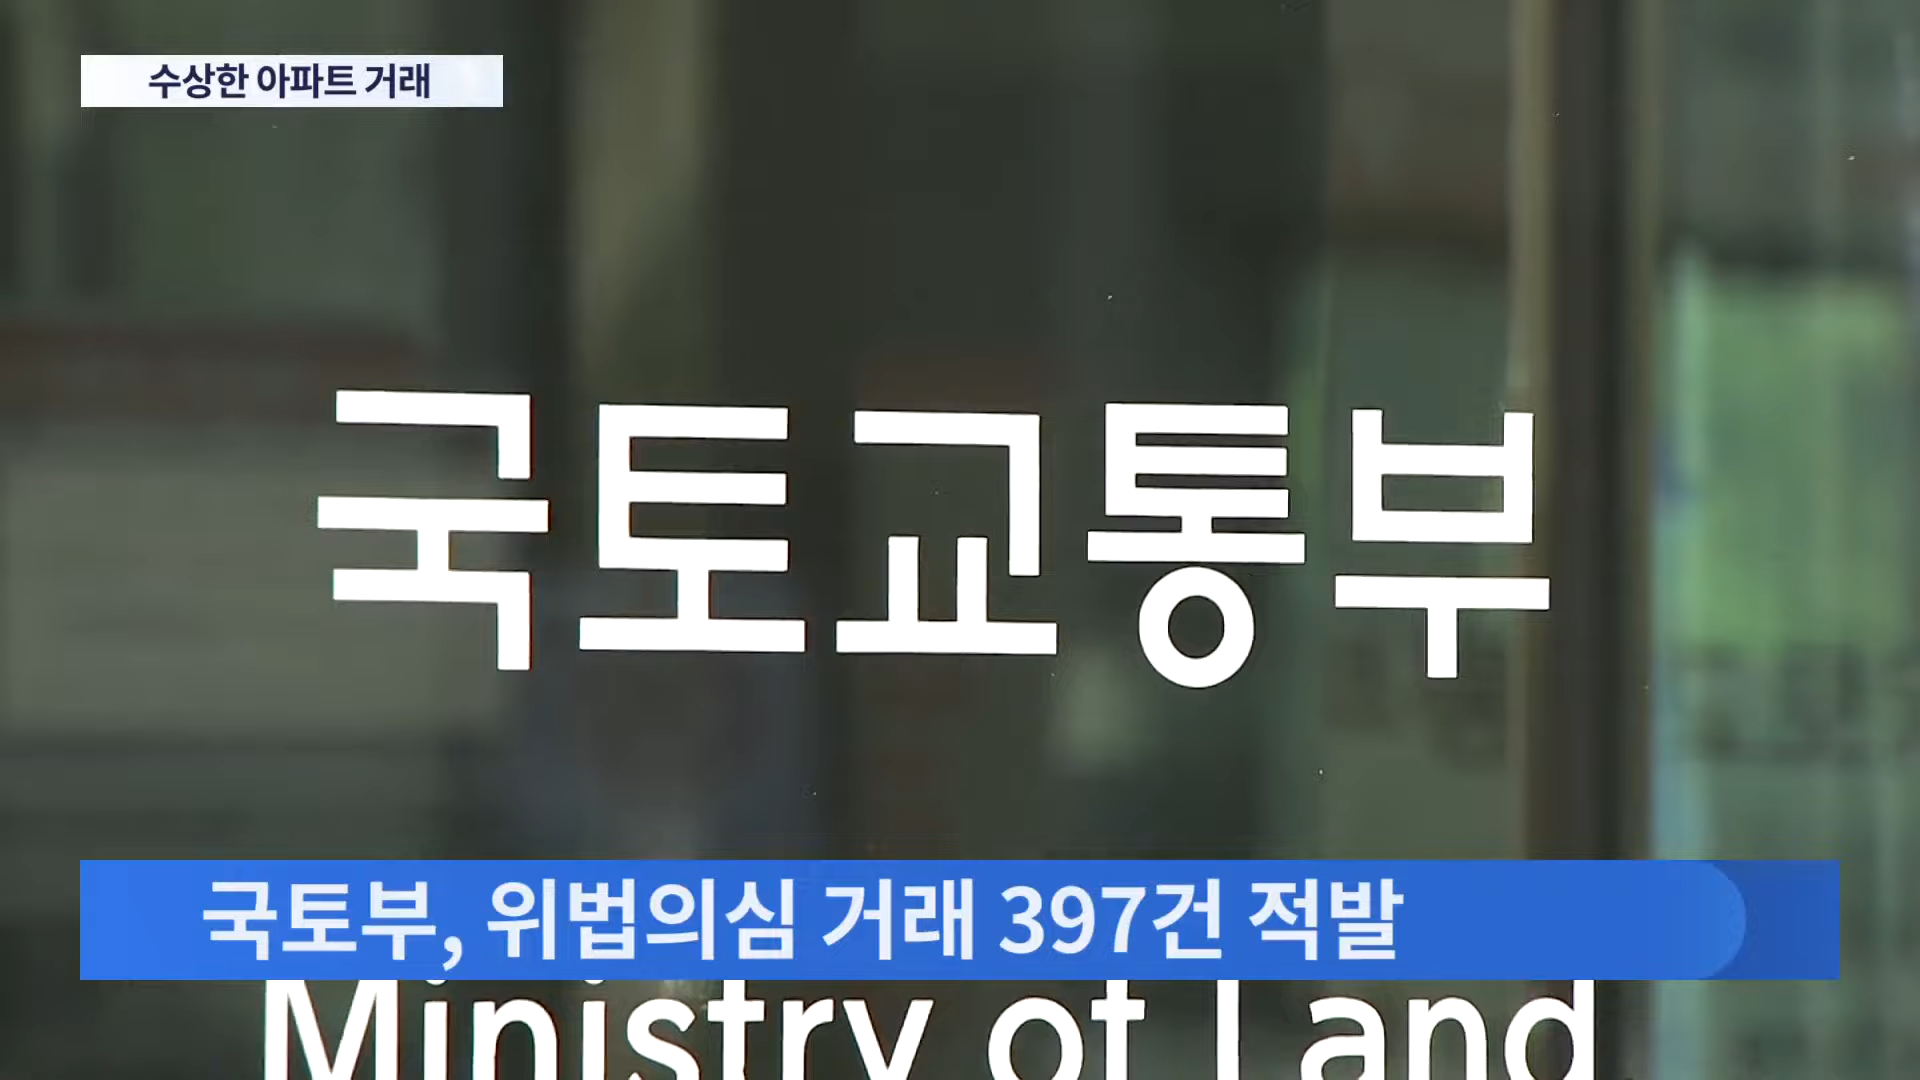 수상한 아파트 거래
국토교통부
국토부, 위법의심 거래 397건 적발
Ministry of Land